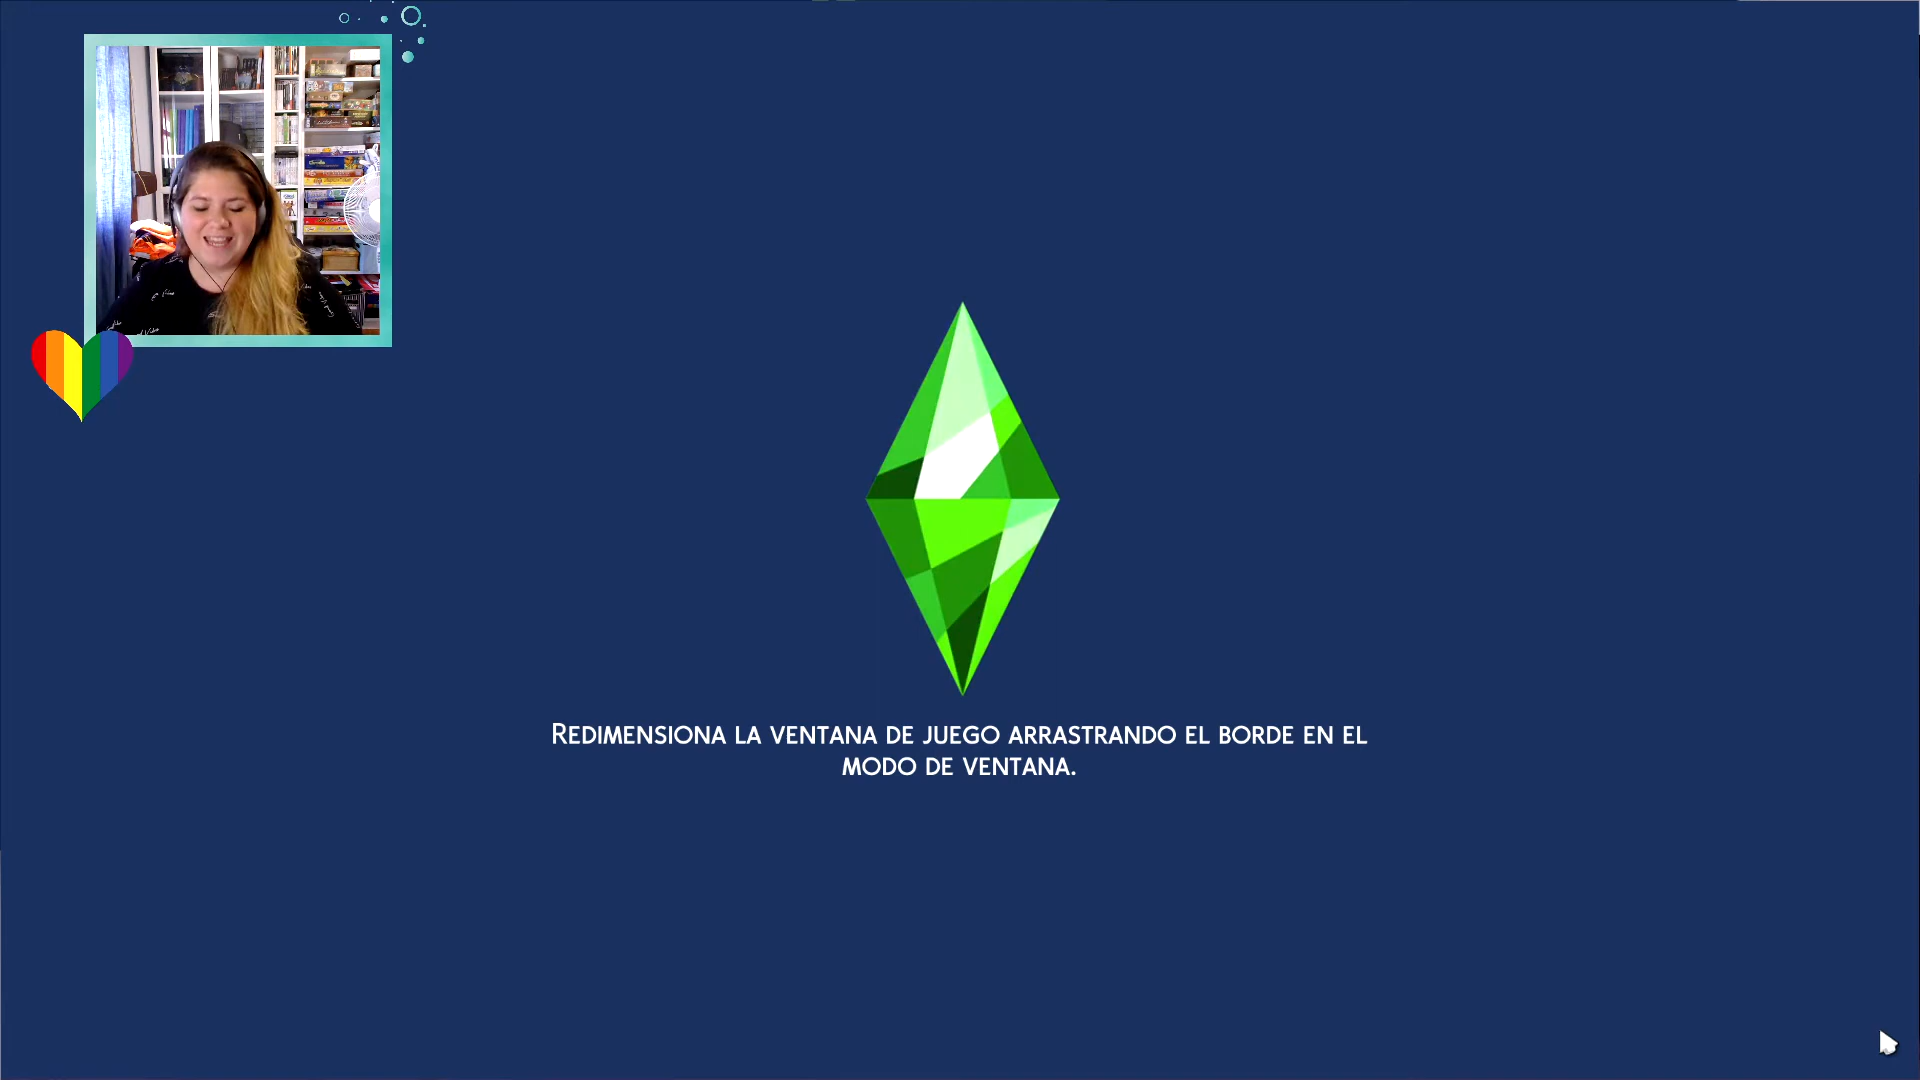 REDIMENSIONA LA VENTANA DE JUEGO ARRASTRANDO EL BORDE EN EL
MODO DE VENTANA.